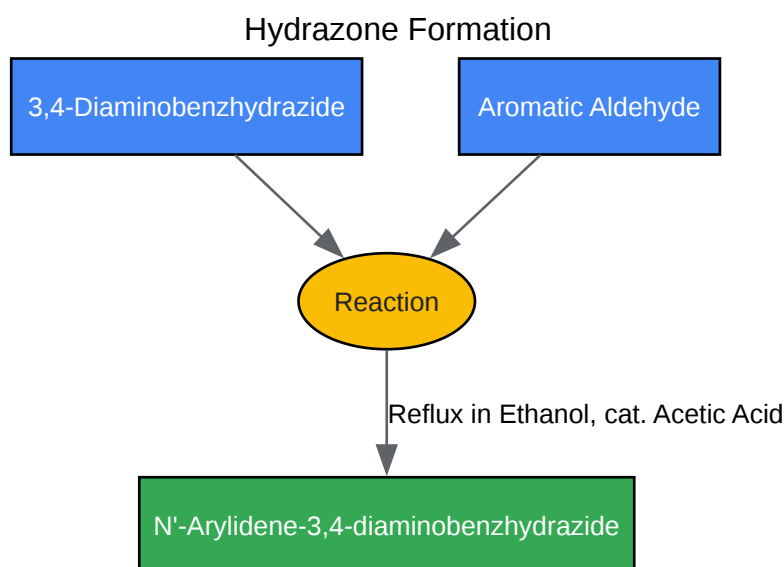 Hydrazone Formation
3,4-Diaminobenzhydrazide
Aromatic Aldehyde
Reaction
Reflux in Ethanol, cat. Acetic Acid
N'-Arylidene-3,4-diaminobenzhydrazide